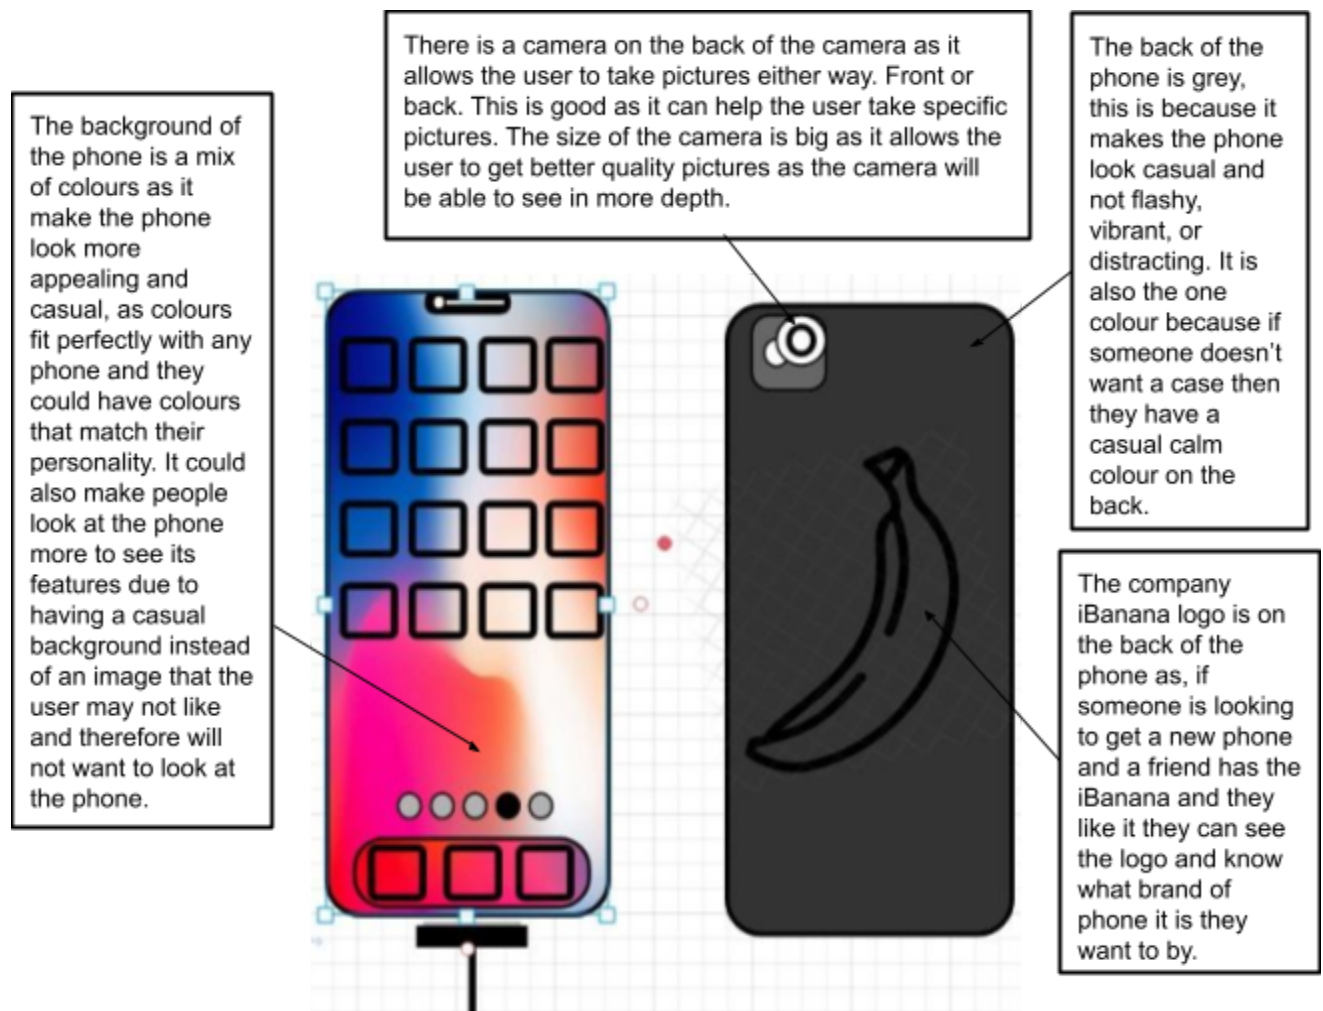 There is a camera on the back of the camera as it
allows the user to take pictures either way. Front or
back. This is good as it can help the user take specific
pictures. The size of the camera is big as it allows the
user to get better quality pictures as the camera will
be able to see in more depth.
The back of the
phone is grey,
this is because it
makes the phone
look casual and
not flashy,
vibrant, or
distracting. It is
also the one
colour because if
someone doesn't
want a case then
they have a
casual calm
colour on the
back.
The background of
the phone is a mix
of colours as it
make the phone
look more
appealing and
casual, as colours
fit perfectly with any
phone and they
could have colours
that match their
personality. It could
also make people
look at the phone
more to see its
features due to
having a casual
background instead
of an image that the
user may not like
and therefore will
not want to look at
the phone.
The company
iBanana logo is on
the back of the
phone as, if
someone is looking
to get a new phone
and a friend has the
iBanana and they
like it they can see
the logo and know
what brand of
phone it is they
want to by.